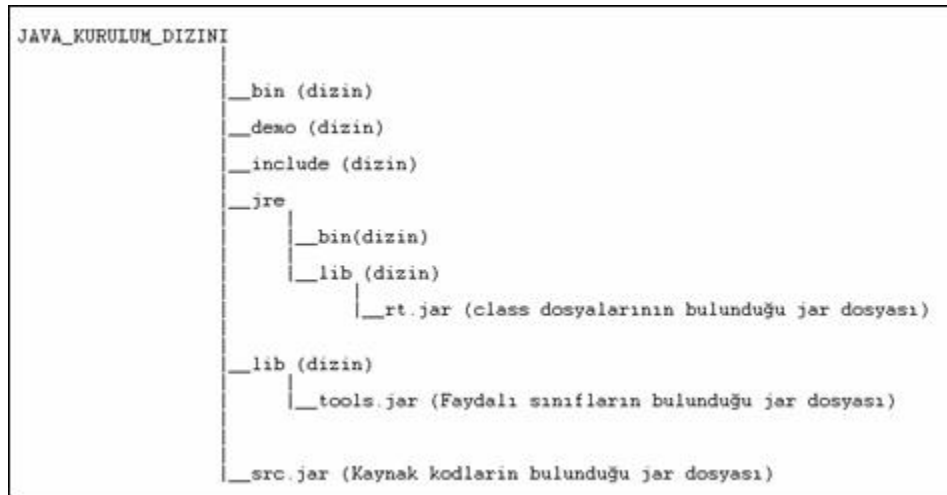 JAVA_KURULUM_DIZINI
|__bin (dizin)
|__demo (dizin)
|__include (dizin)
|__jre
|__bin(dizin)
|__lib (dizin)
|__rt.jar (class dosyalarının bulunduğu jar dosyası)
|__lib (dizin)
|__tools.jar (Faydalı sınıfların bulunduğu jar dosyası)
|__src.jar (Kaynak kodlarin bulunduğu jar dosyası)